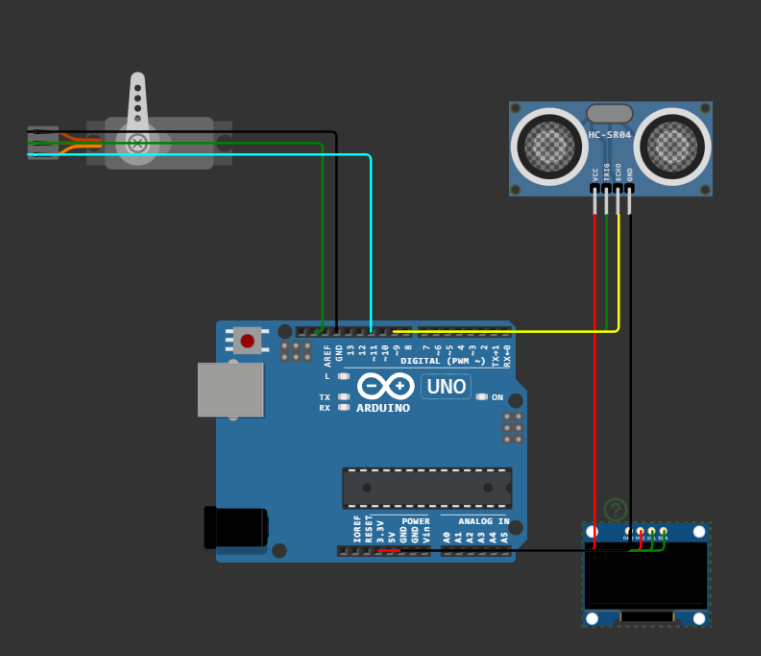 HC-SR04
VCC
TRIG
ECHO
GND
AREF
GND
13
12
~11
~10
~9
8
7
~6
~5
4
~3
2
TX→1
RX←0
DIGITAL (PWM ~)
L
TX
RX
UNO
ON
ARDUINO
IOREF
RESET
3.3V
5V
GND
GND
Vin
POWER
ANALOG IN
A0
A1
A2
A3
A4
A5
?